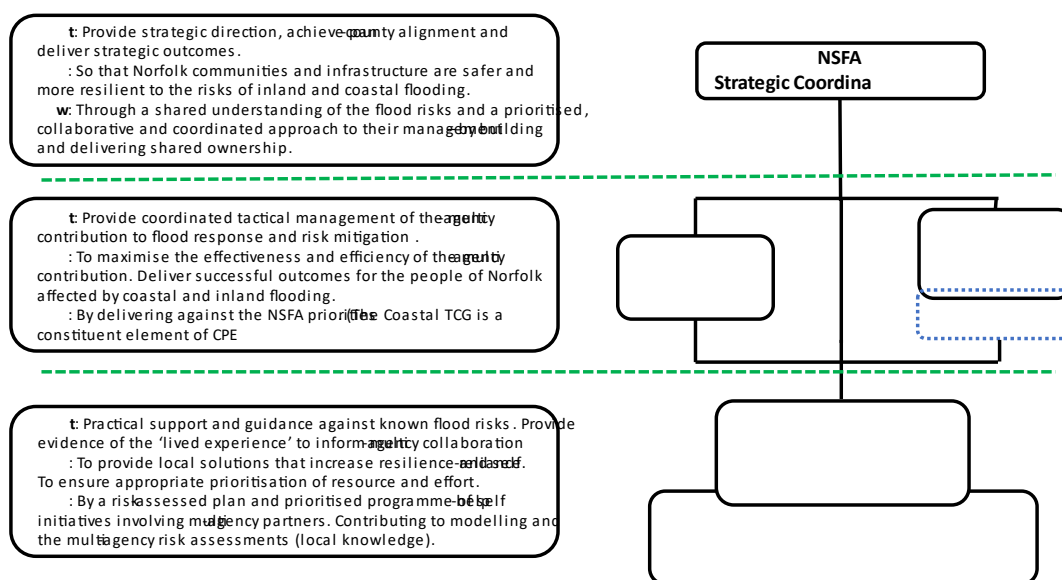 t: Provide strategic direction, achieve county alignment and
deliver strategic outcomes.
: So that Norfolk communities and infrastructure are safer and
more resilient to the risks of inland and coastal flooding.
w: Through a shared understanding of the flood risks and a prioritised,
collaborative and coordinated approach to their management by building
and delivering shared ownership.
NSFA
Strategic Coordina
t: Provide coordinated tactical management of the
contribution to flood response and risk mitigation .
: To maximise the effectiveness and efficiency of the
contribution. Deliver successful outcomes for the people of Norfolk
affected by coastal and inland flooding.
: By delivering against the NSFA priorities (The Coastal TCG is a
constituent element of CPE
t: Practical support and guidance against known flood risks. Provide
evidence of the ‘lived experience’ to inform collaboration
: To provide local solutions that increase resilience
To ensure appropriate prioritisation of resource and effort.
: By a risk-assessed plan and prioritised programme
initiatives involving multi-agency partners. Contributing to modelling and
the multi-agency risk assessments (local knowledge).